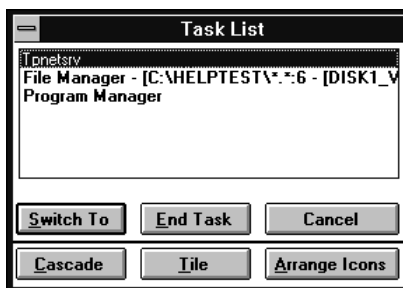 Task List
Tpnetsrv
File Manager - [C:\HELPTEST\*.*:6 - [DISK1_V
Program Manager
Switch To End Task Cancel
Cascade Tile Arrange Icons